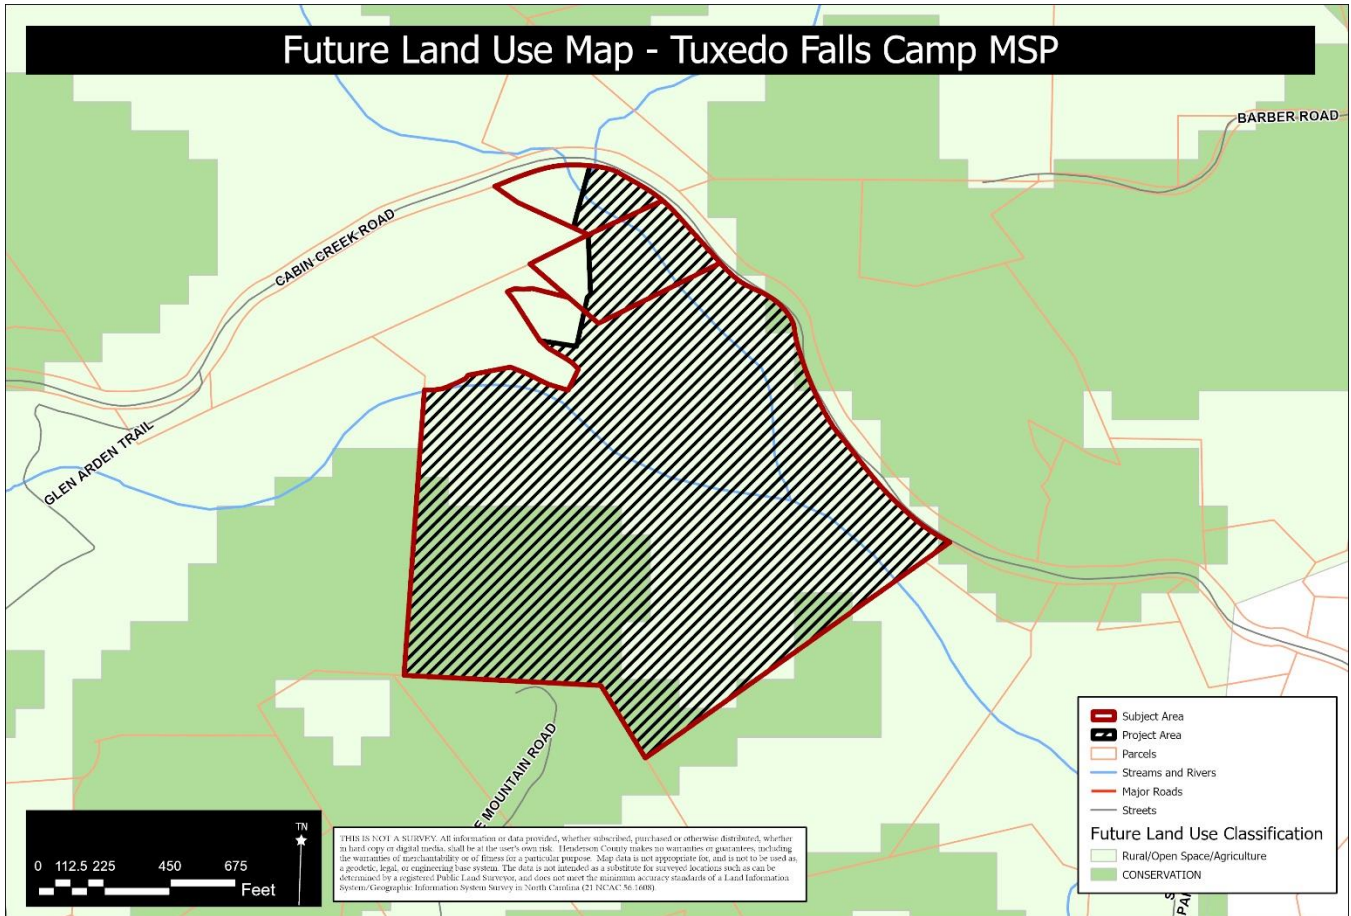 Future Land Use Map - Tuxedo Falls Camp MSP
BARBER ROAD
CABIN CREEK ROAD
GLEN ARDEN TRAIL
MOUNTAIN ROAD
Subject Area
Project Area
Parcels
Streams and Rivers
Major Roads
Streets
Future Land Use Classification
Rural/Open Space/Agriculture
CONSERVATION
TN
0 112.5 225 450 675
Feet
THIS IS NOT A SURVEY. All information or data provided, whether subscribed, purchased or otherwise distributed, whether
in hard copy or digital media, shall be at the user's own risk. Henderson County makes no warranties or guarantees, including
the warranties of merchantability or of fitness for a particular purpose. Map data is not appropriate for, and is not to be used as,
a geodetic, legal, or engineering base system. The data is not intended as a substitute for surveyed locations such as can be
determined by a registered Public Land Surveyor, and does not meet the minimum accuracy standards of a Land Information
System/Geographic Information System Survey in North Carolina (21 NCAC 56.1608)